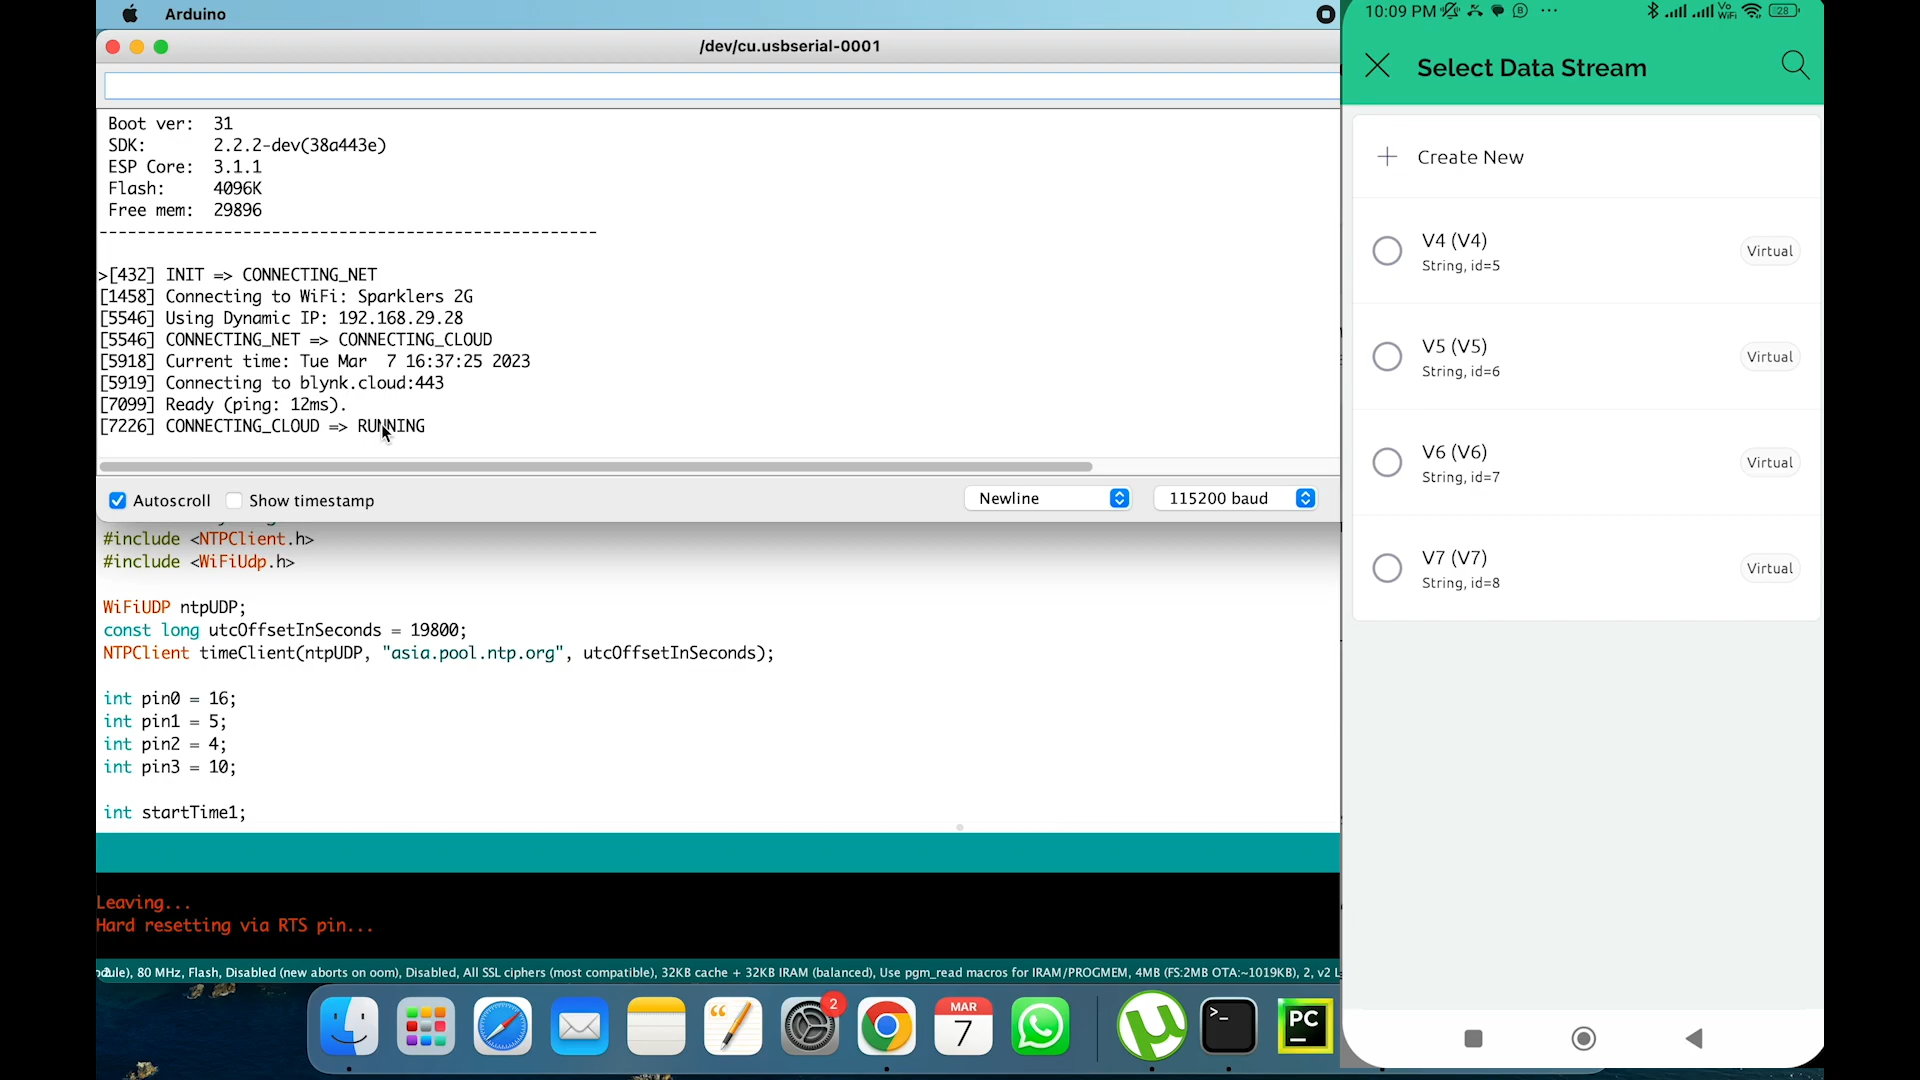 Arduino
/dev/cu.usbserial-0001
Boot ver: 31
SDK: 2.2.2-dev(38a443e)
ESP Core: 3.1.1
Flash: 4096K
Free mem: 29896
--------------------------------------------------
>[432] INIT => CONNECTING_NET
[1458] Connecting to WiFi: Sparklers 2G
[5546] Using Dynamic IP: 192.168.29.28
[5546] CONNECTING_NET => CONNECTING_CLOUD
[5918] Current time: Tue Mar  7 16:37:25 2023
[5919] Connecting to blynk.cloud:443
[7099] Ready (ping: 12ms).
[7226] CONNECTING_CLOUD => RUNNING
Autoscroll Show timestamp Newline 115200 baud
#include <NTPClient.h>
#include <WiFiUdp.h>
WiFiUDP ntpUDP;
const long utcOffsetInSeconds = 19800;
NTPClient timeClient(ntpUDP, "asia.pool.ntp.org", utcOffsetInSeconds);
int pin0 = 16;
int pin1 = 5;
int pin2 = 4;
int pin3 = 10;
int startTime1;
Leaving...
Hard resetting via RTS pin...
80 MHz, Flash, Disabled (new aborts on oom), Disabled, All SSL ciphers (most compatible), 32KB cache + 32KB IRAM (balanced), Use pgm_read macros for IRAM/PROGMEM, 4MB (FS:2MB OTA:~1019KB), 2, v2
2
MAR
7
>_
PC
10:09 PM
Vo
WiFi
28
Select Data Stream
Create New
V4 (V4)
String, id=5
Virtual
V5 (V5)
String, id=6
Virtual
V6 (V6)
String, id=7
Virtual
V7 (V7)
String, id=8
Virtual